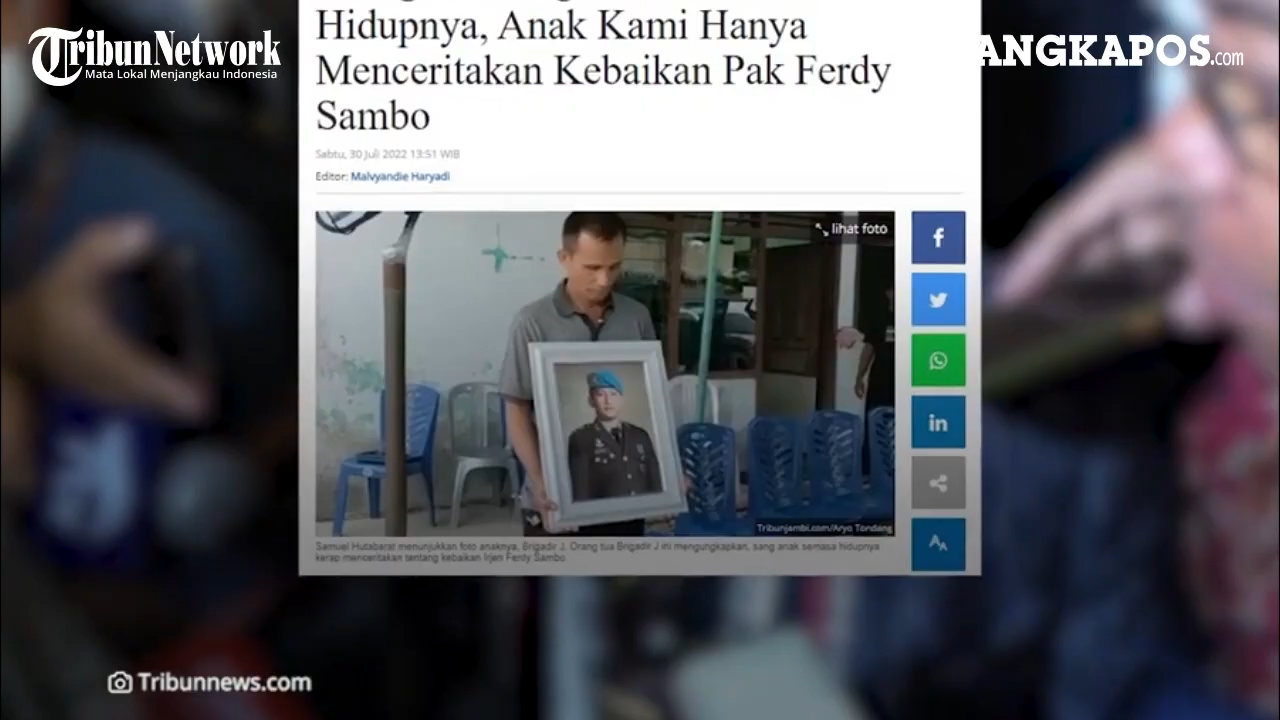 TribunNetwork
Mata Lokal Menjangkau Indonesia
ANGKAPOS.com
Hidupnya, Anak Kami Hanya
Menceritakan Kebaikan Pak Ferdy
Sambo
Sabtu, 30 Juli 2022 13:51 WIB
Editor: Malvyandie Haryadi
lihat foto
Tribunjambi.com/Aryo Tondang
Samuel Hutabarat menunjukkan foto anaknya, Brigadir J. Orang tua Brigadir J ini mengungkapkan, sang anak semasa hidupnya
kerap menceritakan tentang kebaikan Irjen Ferdy Sambo
Tribunnews.com